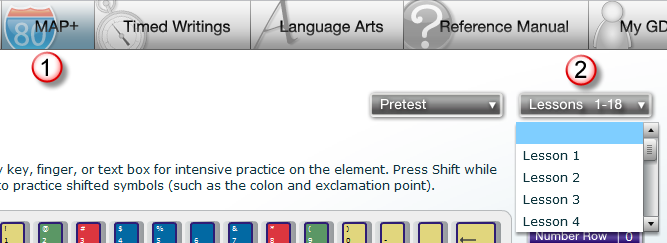 80 MAP+ Timed Writings Language Arts Reference Manual My GD
1 2
Pretest Lessons 1-18
Lesson 1
y key, finger, or text box for intensive practice on the element. Press Shift while
Lesson 2
to practice shifted symbols (such as the colon and exclamation point).
Lesson 3
Lesson 4
! @ # $ % ^ & * ( ) - ←
1 2 3 4 5 6 7 8 9 0
Number Row 0